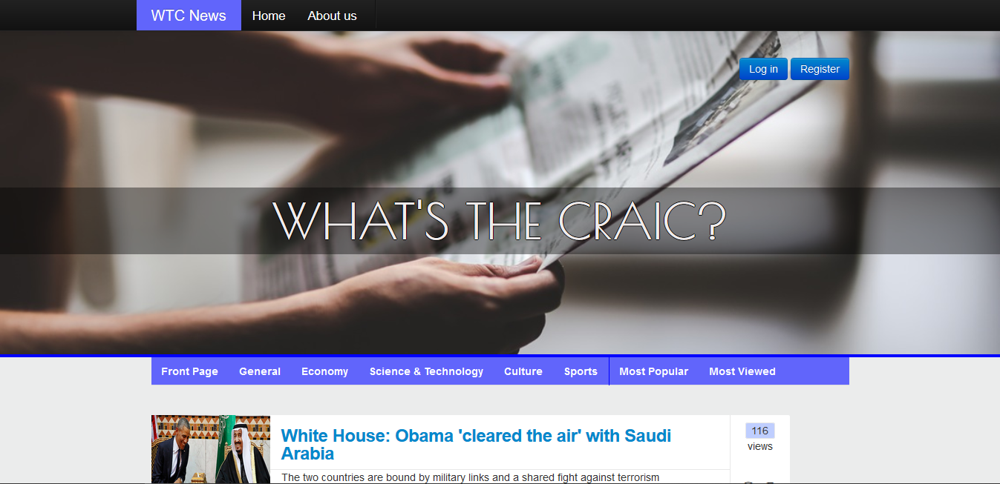 WTC News Home About us
Log in Register
WHAT'S THE CRAIC?
Front Page General Economy Science & Technology Culture Sports Most Popular Most Viewed
White House: Obama 'cleared the air' with Saudi
Arabia
116
views
The two countries are bound by military links and a shared fight against terrorism